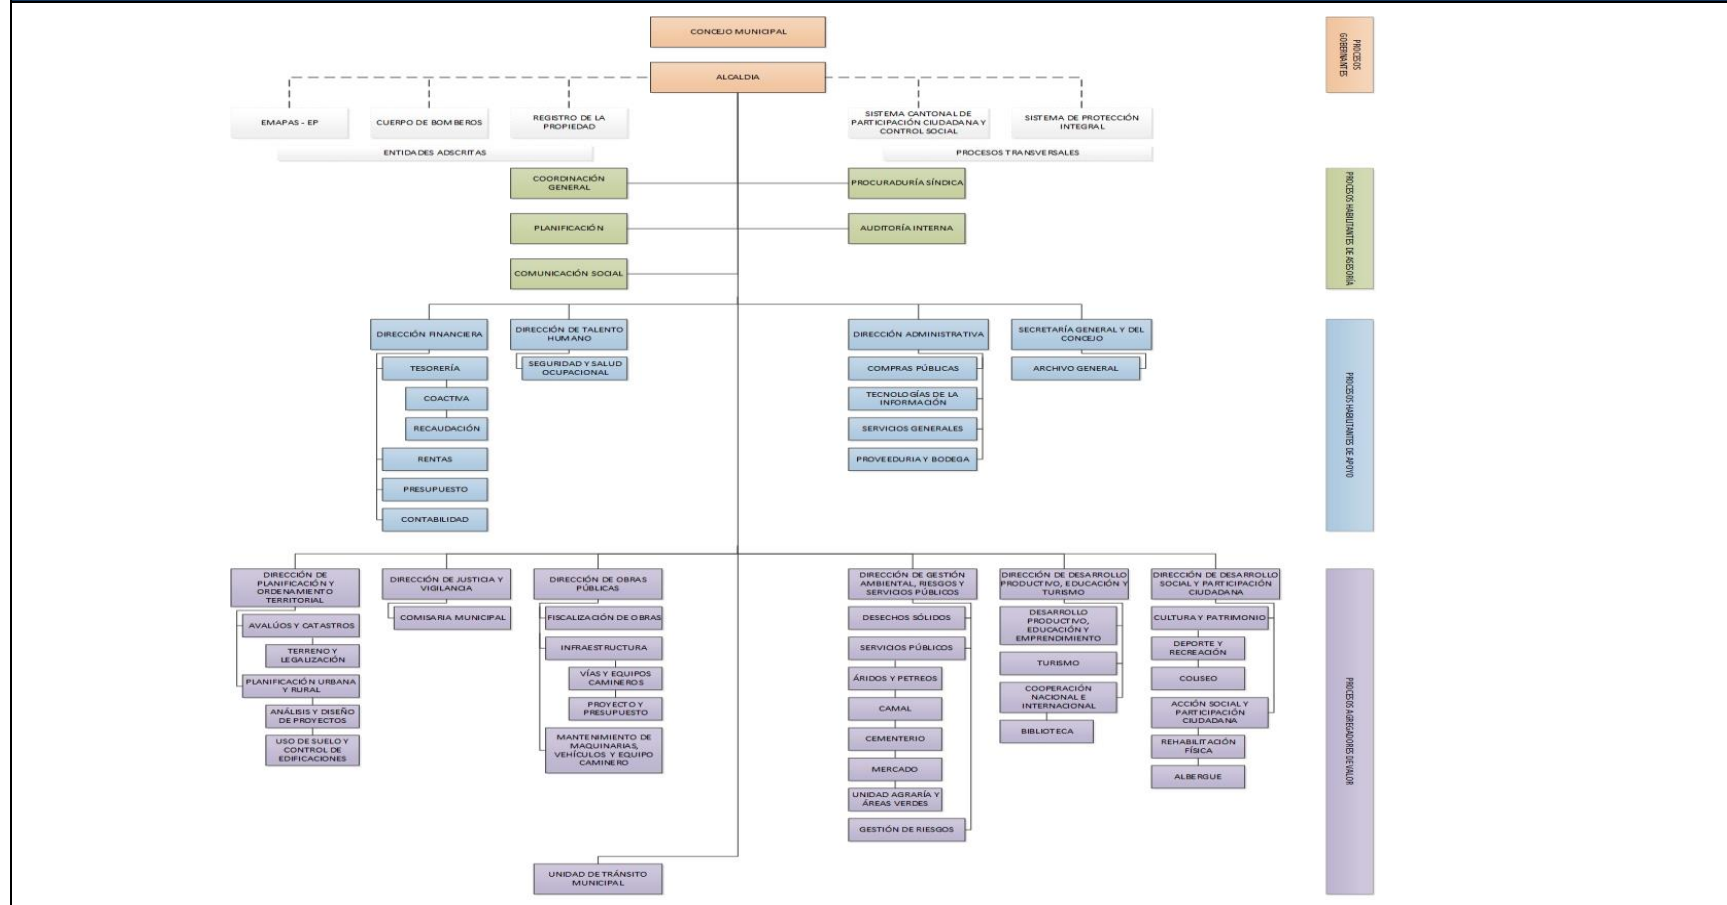 CONCEJO MUNICIPAL
PROCESOS
GOBERNANTES
ALCALDIA
EMAPAS - EP
CUERPO DE BOMBEROS
REGISTRO DE LA
PROPIEDAD
SISTEMA CANTONAL DE
PARTICIPACIÓN CIUDADANA Y
CONTROL SOCIAL
SISTEMA DE PROTECCIÓN
INTEGRAL
ENTIDADES ADSCRITAS
PROCESOS TRANSVERSALES
COORDINACIÓN
GENERAL
PROCURADURÍA SÍNDICA
PLANIFICACIÓN
AUDITORÍA INTERNA
COMUNICACIÓN SOCIAL
PROCESOS HABILITANTES DE ASESORÍA
DIRECCIÓN FINANCIERA
TESORERÍA
COACTIVA
RECAUDACIÓN
RENTAS
PRESUPUESTO
CONTABILIDAD
DIRECCIÓN DE TALENTO
HUMANO
SEGURIDAD Y SALUD
OCUPACIONAL
DIRECCIÓN ADMINISTRATIVA
COMPRAS PÚBLICAS
TECNOLOGÍAS DE LA
INFORMACIÓN
SERVICIOS GENERALES
PROVEEDURIA Y BODEGA
SECRETARÍA GENERAL Y DEL
CONCEJO
ARCHIVO GENERAL
PROCESOS HABILITANTES DE APOYO
DIRECCIÓN DE
PLANIFICACIÓN Y
ORDENAMIENTO
TERRITORIAL
AVALÚOS Y CATASTROS
TERRENO Y
LEGALIZACIÓN
PLANIFICACIÓN URBANA
Y RURAL
ANÁLISIS Y DISEÑO
DE PROYECTOS
USO DE SUELO Y
CONTROL DE
EDIFICACIONES
DIRECCIÓN DE JUSTICIA Y
VIGILANCIA
COMISARIA MUNICIPAL
DIRECCIÓN DE OBRAS
PÚBLICAS
FISCALIZACIÓN DE OBRAS
INFRAESTRUCTURA
VÍAS Y EQUIPOS
CAMINEROS
PROYECTO Y
PRESUPUESTO
MANTENIMIENTO DE
MAQUINARIAS,
VEHÍCULOS Y EQUIPO
CAMINERO
DIRECCIÓN DE GESTIÓN
AMBIENTAL, RIESGOS Y
SERVICIOS PÚBLICOS
DESECHOS SÓLIDOS
SERVICIOS PÚBLICOS
ÁRIDOS Y PETREOS
CAMAL
CEMENTERIO
MERCADO
UNIDAD AGRARÍA Y
ÁREAS VERDES
GESTIÓN DE RIESGOS
DIRECCIÓN DE DESARROLLO
PRODUCTIVO, EDUCACIÓN Y
TURISMO
DESARROLLO
PRODUCTIVO,
EDUCACIÓN Y
EMPRENDIMIENTO
TURISMO
COOPERACIÓN
NACIONAL E
INTERNACIONAL
BIBLIOTECA
DIRECCIÓN DE DESARROLLO
SOCIAL Y PARTICIPACIÓN
CIUDADANA
CULTURA Y PATRIMONIO
DEPORTE Y
RECREACIÓN
COLISEO
ACCIÓN SOCIAL Y
PARTICIPACIÓN
CIUDADANA
REHABILITACIÓN
FÍSICA
ALBERGUE
PROCESOS AGREGADORES DE VALOR
UNIDAD DE TRÁNSITO
MUNICIPAL